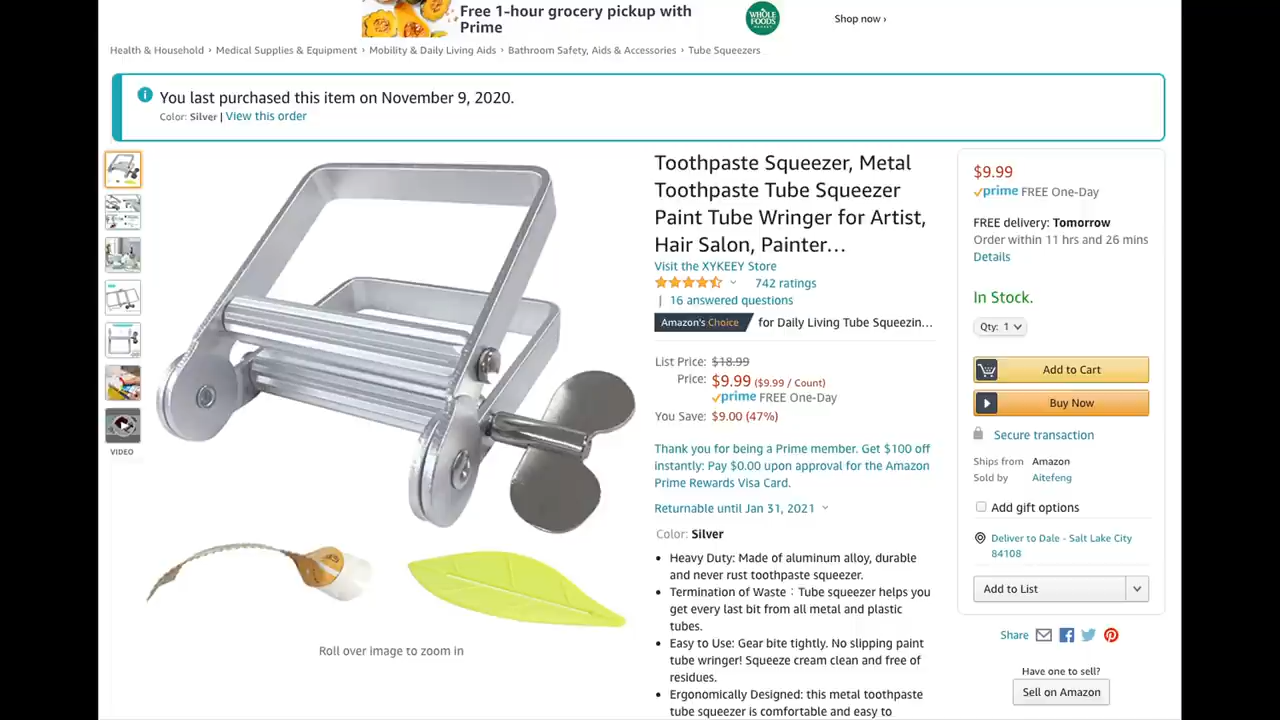 Free 1-hour grocery pickup with
Prime
WHOLE
FOODS
MARKET
Shop now ›
Health & Household › Medical Supplies & Equipment › Mobility & Daily Living Aids › Bathroom Safety, Aids & Accessories › Tube Squeezers
You last purchased this item on November 9, 2020.
Color: Silver | View this order
VIDEO
Roll over image to zoom in
Toothpaste Squeezer, Metal
Toothpaste Tube Squeezer
Paint Tube Wringer for Artist,
Hair Salon, Painter…
Visit the XYKEEY Store
742 ratings
| 16 answered questions
Amazon's Choice for Daily Living Tube Squeezin…
List Price: $18.99
Price: $9.99 ($9.99 / Count)
prime FREE One-Day
You Save: $9.00 (47%)
Thank you for being a Prime member. Get $100 off
instantly: Pay $0.00 upon approval for the Amazon
Prime Rewards Visa Card.
Returnable until Jan 31, 2021
Color: Silver
• Heavy Duty: Made of aluminum alloy, durable
and never rust toothpaste squeezer.
• Termination of Waste：Tube squeezer helps you
get every last bit from all metal and plastic
tubes.
• Easy to Use: Gear bite tightly. No slipping paint
tube wringer! Squeeze cream clean and free of
residues.
• Ergonomically Designed: this metal toothpaste
tube squeezer is comfortable and easy to
$9.99
prime FREE One-Day
FREE delivery: Tomorrow
Order within 11 hrs and 26 mins
Details
In Stock.
Qty: 1
Add to Cart
Buy Now
Secure transaction
Ships from Amazon
Sold by Aitefeng
Add gift options
Deliver to Dale - Salt Lake City
84108
Add to List
Share
Have one to sell?
Sell on Amazon